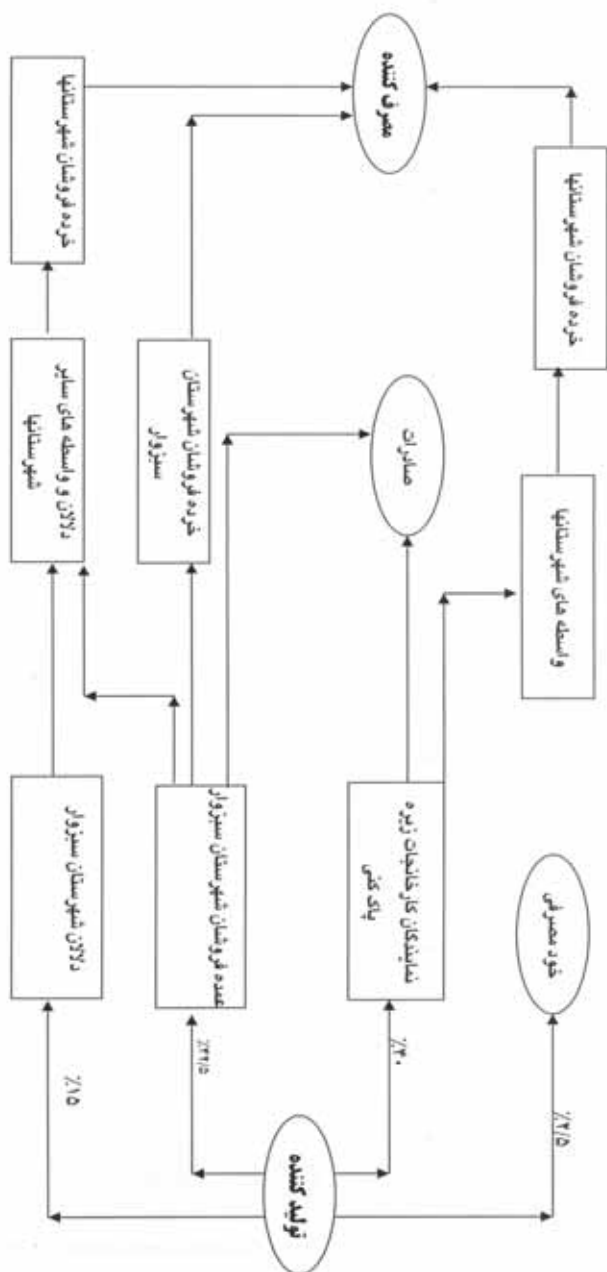 تولید کننده
٪۲/۵
خود مصرفی
٪۴۰
نمایندگان کارخانجات زیره
پاک کنی
واسطه های شهرستانها
خرده فروشان شهرستانها
٪۴۲/۵
عمده فروشان شهرستان سبزوار
صادرات
خرده فروشان شهرستان
سبزوار
مصرف کننده
٪۱۵
دلالان شهرستان سبزوار
دلالان و واسطه های سایر
شهرستانها
خرده فروشان شهرستانها